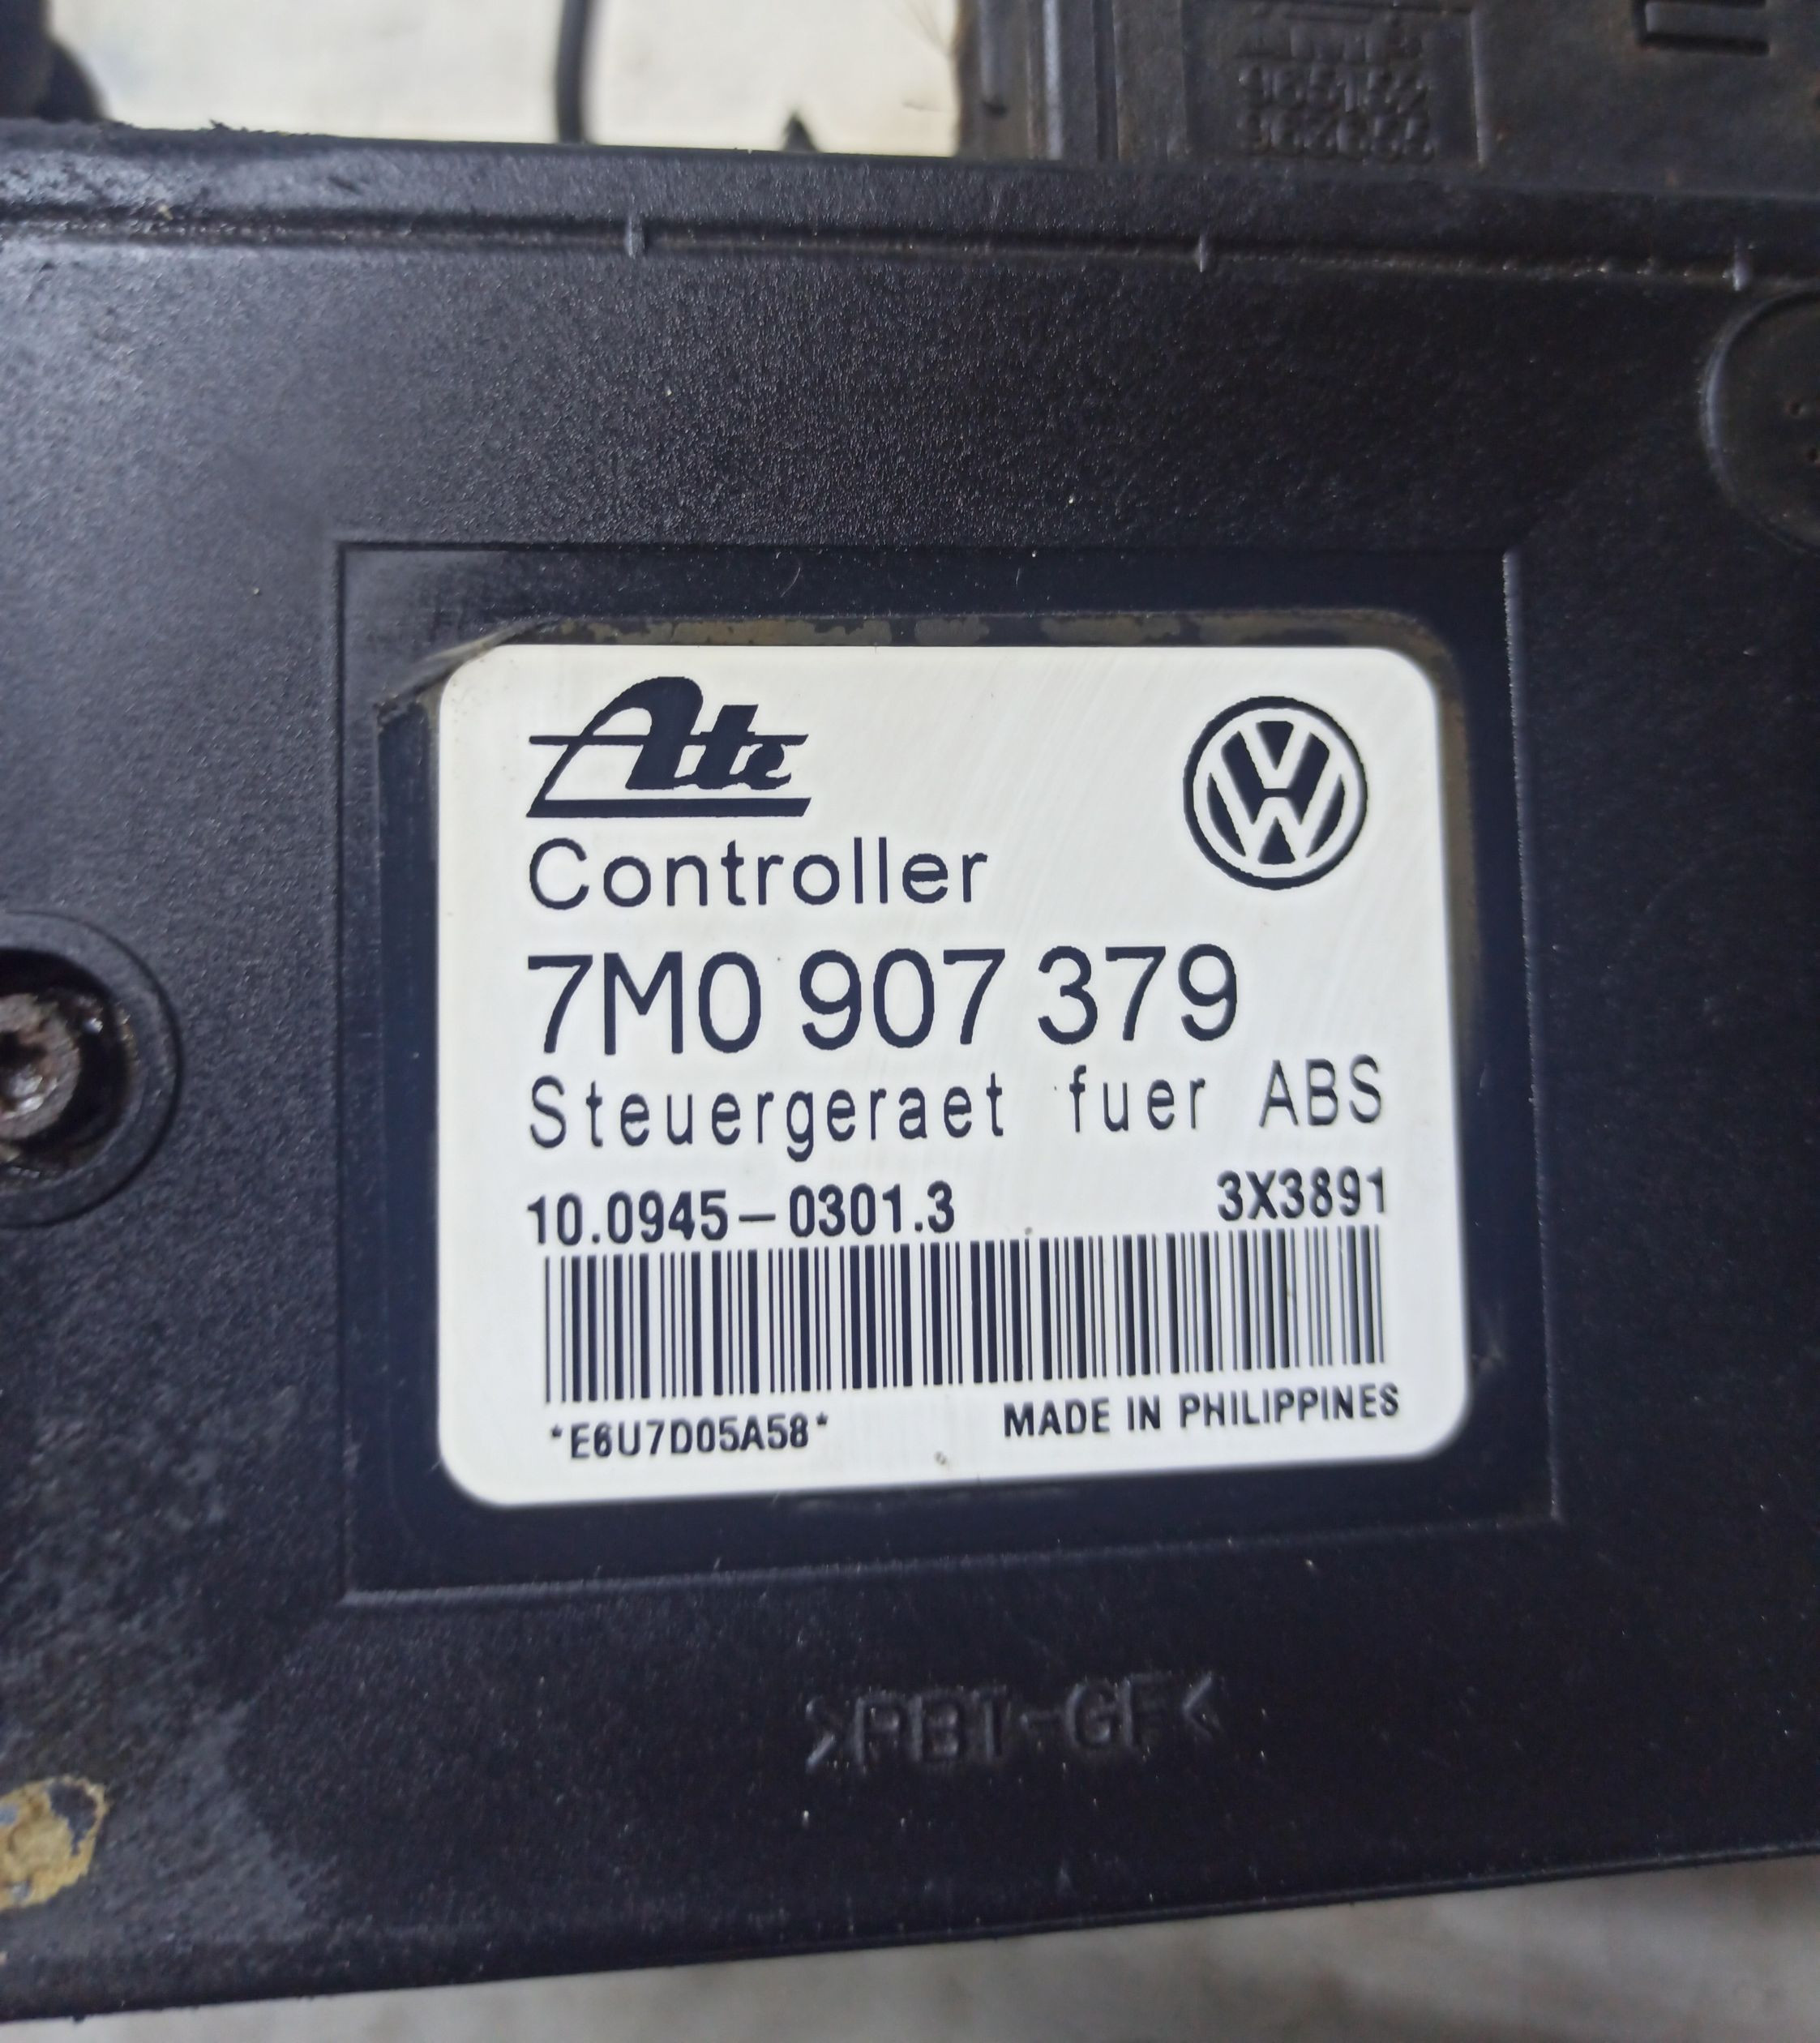 Ate
Controller
7M0 907 379
Steuergeraet fuer ABS
10.0945-0301.3 3X3891
*E6U7D05A58* MADE IN PHILIPPINES
>PBT-GF<